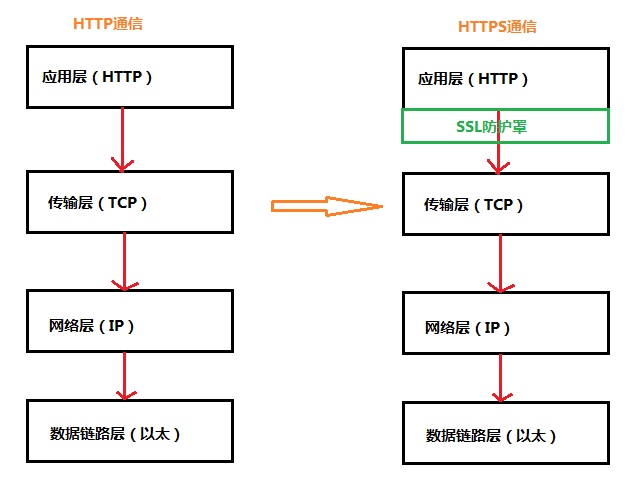 HTTP通信
应用层（HTTP）
传输层（TCP）
网络层（IP）
数据链路层（以太）
HTTPS通信
应用层（HTTP）
SSL防护罩
传输层（TCP）
网络层（IP）
数据链路层（以太）